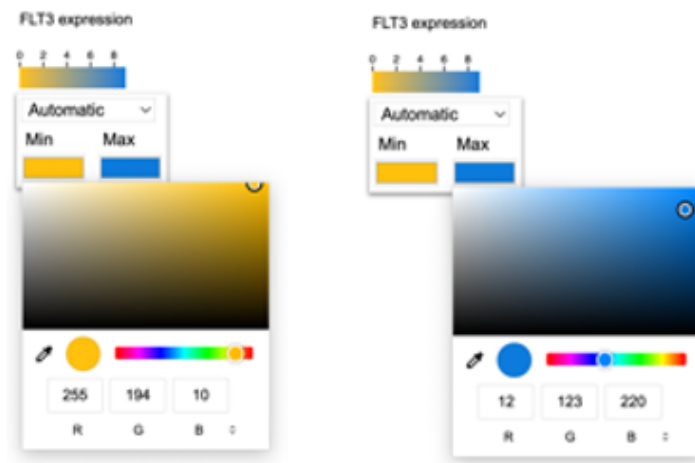 FLT3 expression
0 2 4 6 8
Automatic
Min Max
255 194 10
R G B
FLT3 expression
0 2 4 6 8
Automatic
Min Max
12 123 220
R G B